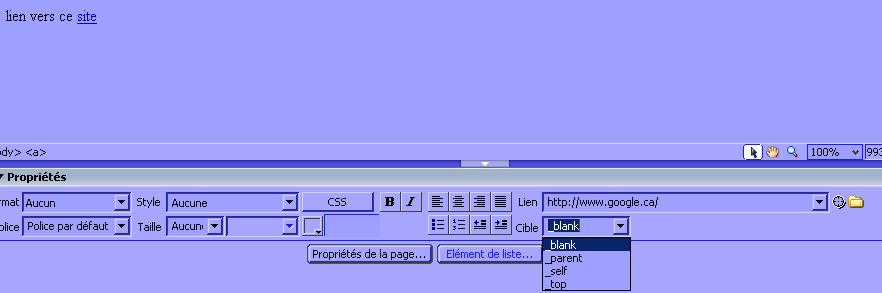 lien vers ce site
dy> <a>
100%
993
Propriétés
rmat Aucun Style Aucune CSS B I Lien http://www.google.ca/
olice Police par défaut Taille Aucun Cible _blank
_blank
Propriétés de la page... Elément de liste...
_parent
_self
_top